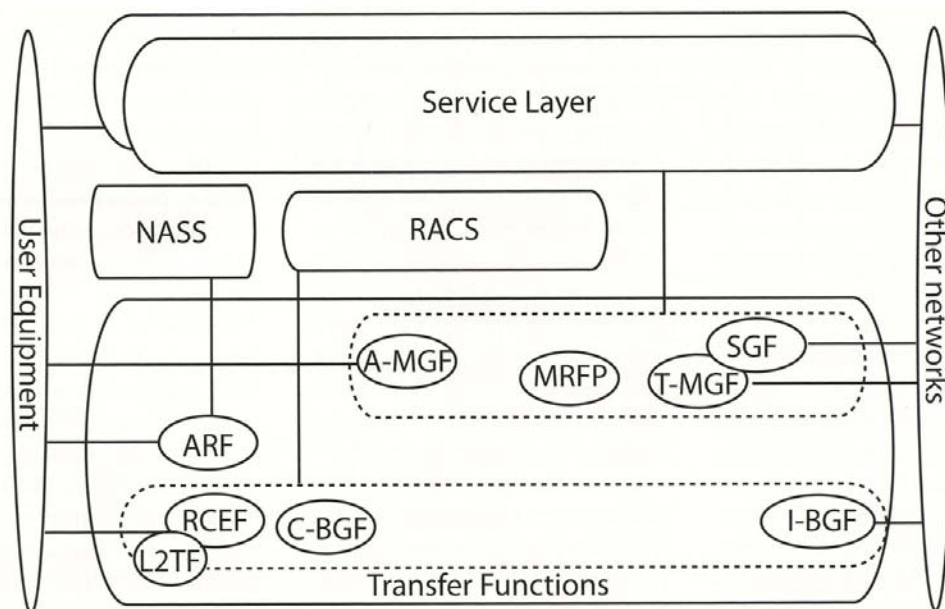 Service Layer
User Equipment
NASS
RACS
Other networks
A-MGF
MRFP
SGF
T-MGF
ARF
RCEF
L2TF
C-BGF
I-BGF
Transfer Functions